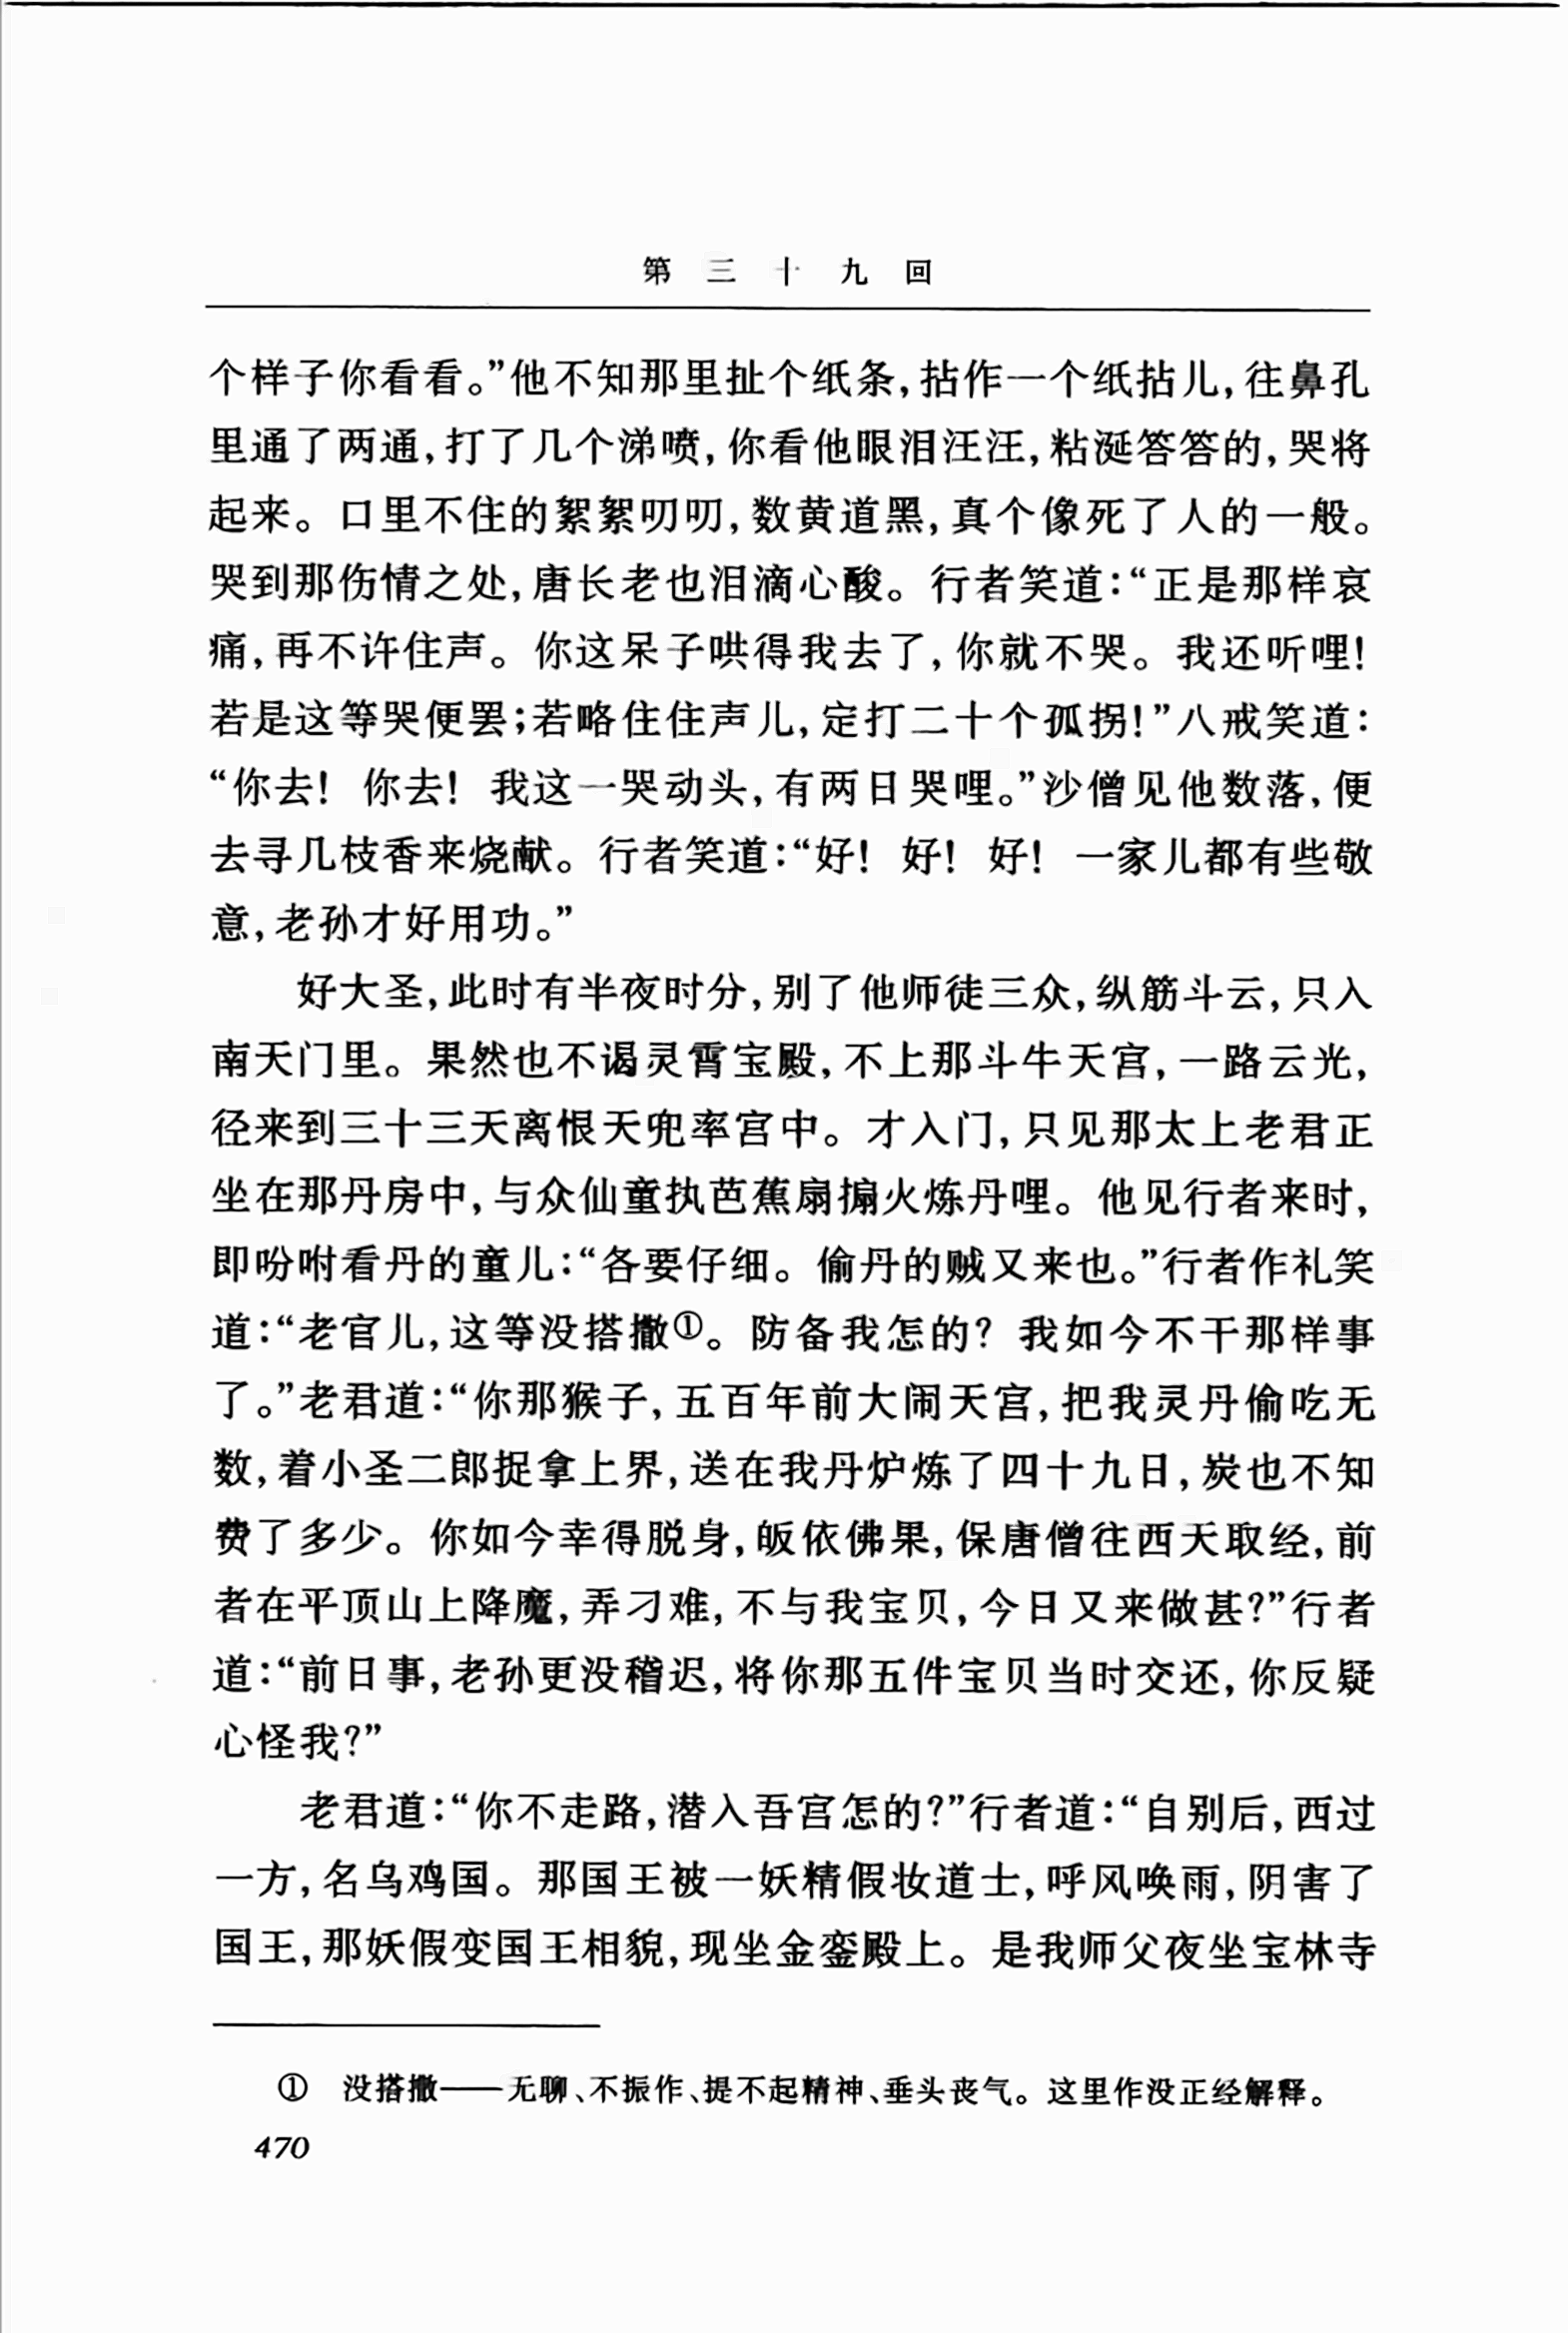 第三十九回
个样子你看看。”他不知那里扯个纸条,拈作一个纸拈儿,往鼻孔
里通了两通,打了几个涕喷,你看他眼泪汪汪,粘涎答答的,哭将
起来。口里不住的絮絮叨叨,数黄道黑,真个像死了人的一般。
哭到那伤情之处,唐长老也泪滴心酸。行者笑道:“正是那样哀
痛,再不许住声。你这呆子哄得我去了,你就不哭。我还听哩!
若是这等哭便罢;若略住住声儿,定打二十个孤拐!”八戒笑道:
“你去! 你去! 我这一哭动头,有两日哭哩。”沙僧见他数落,便
去寻几枝香来烧献。行者笑道:“好! 好! 好! 一家儿都有些敬
意,老孙才好用功。”
好大圣,此时有半夜时分,别了他师徒三众,纵筋斗云,只入
南天门里。果然也不谒灵霄宝殿,不上那斗牛天宫,一路云光,
径来到三十三天离恨天兜率宫中。才入门,只见那太上老君正
坐在那丹房中,与众仙童执芭蕉扇搧火炼丹哩。他见行者来时,
即吩咐看丹的童儿:“各要仔细。偷丹的贼又来也。”行者作礼笑
道:“老官儿,这等没搭撒①。防备我怎的? 我如今不干那样事
了。”老君道:“你那猴子,五百年前大闹天宫,把我灵丹偷吃无
数,着小圣二郎捉拿上界,送在我丹炉炼了四十九日,炭也不知
费了多少。你如今幸得脱身,皈依佛果,保唐僧往西天取经,前
者在平顶山上降魔,弄刁难,不与我宝贝,今日又来做甚?”行者
道:“前日事,老孙更没稽迟,将你那五件宝贝当时交还,你反疑
心怪我?”
老君道:“你不走路,潜入吾宫怎的?”行者道:“自别后,西过
一方,名乌鸡国。那国王被一妖精假妆道士,呼风唤雨,阴害了
国王,那妖假变国王相貌,现坐金銮殿上。是我师父夜坐宝林寺
① 没搭撒——无聊、不振作、提不起精神、垂头丧气。这里作没正经解释。
470